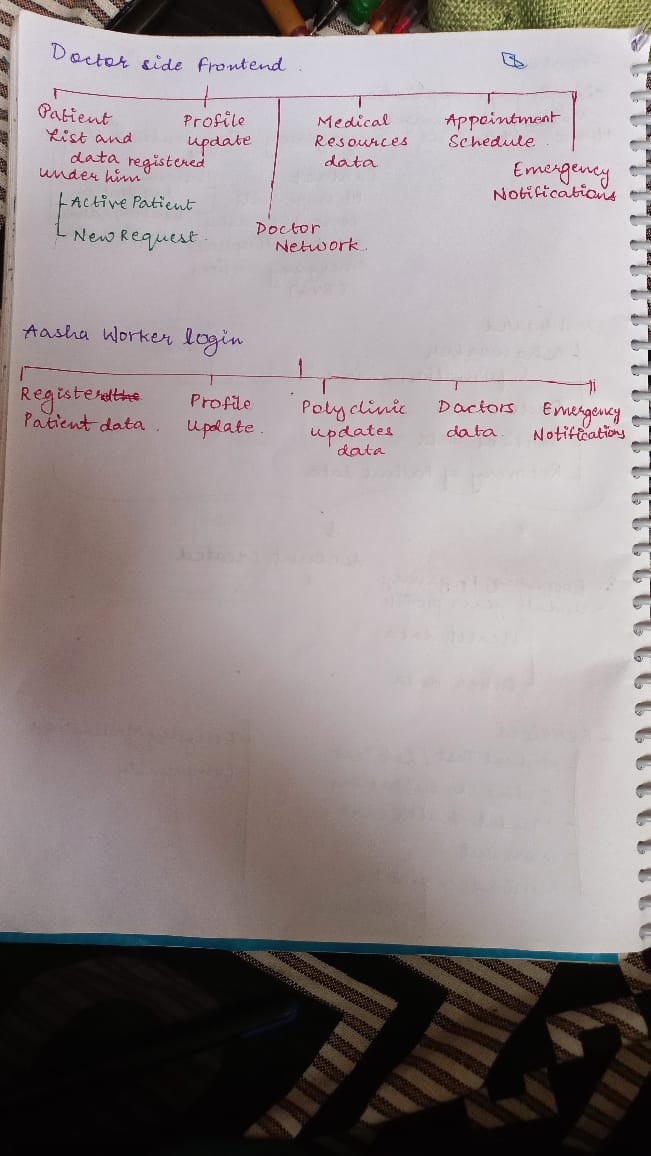 Doctor side frontend.
Patient
List and
data registered
under him
Active Patient
New Request.
Profile
update
Doctor
Network.
Medical
Resources
data
Appointment
Schedule.
Emergency
Notifications
Aasha Worker login
Register
Patient data.
Profile
update.
Polyclinic
updates
data
Doctors
data.
Emergency
Notifications